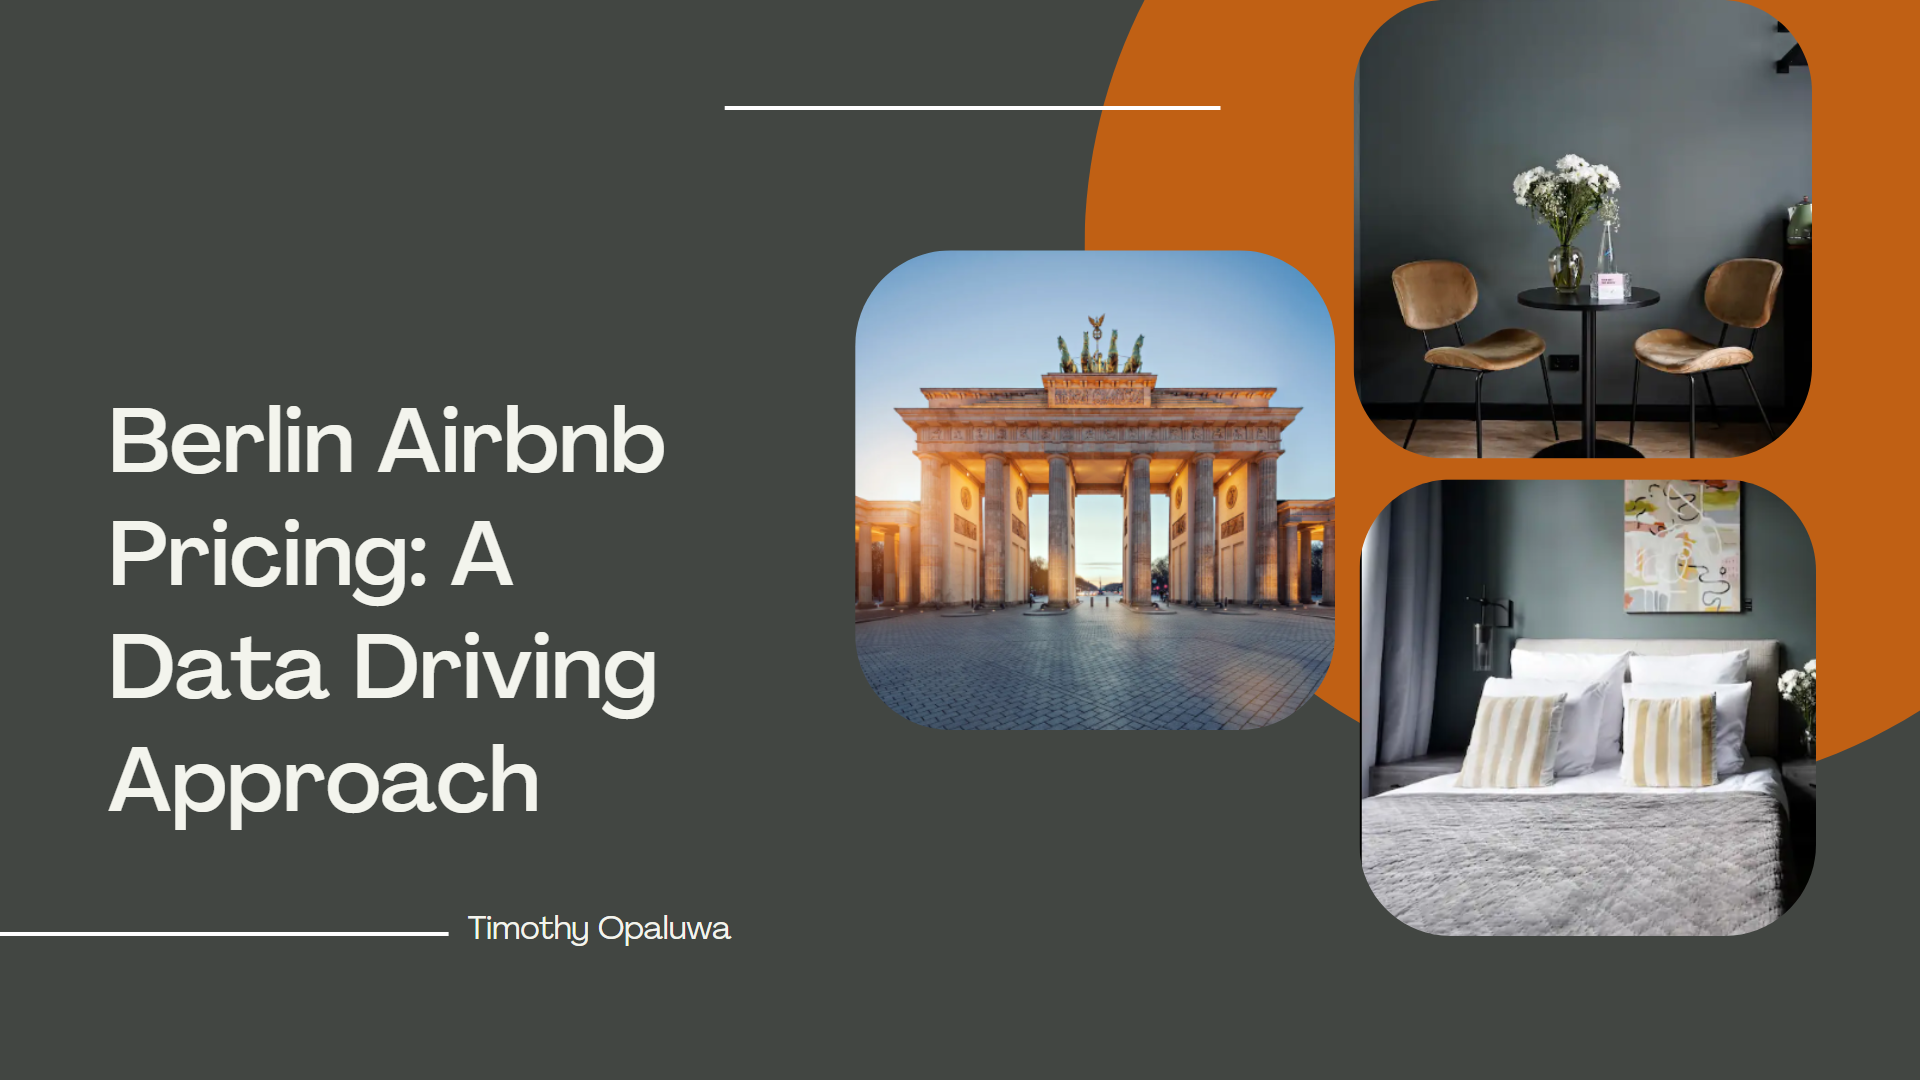 Berlin Airbnb
Pricing: A
Data Driving
Approach
Timothy Opaluwa